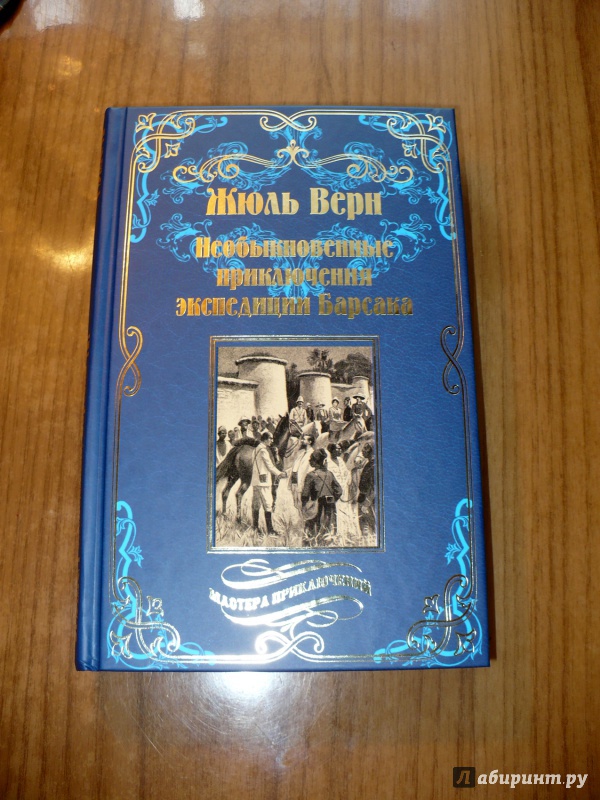 Жюль Верн
Необыкновенные
приключения
экспедиции Барсака
МАСТЕРА ПРИКЛЮЧЕНИЙ
Лабиринт.ру